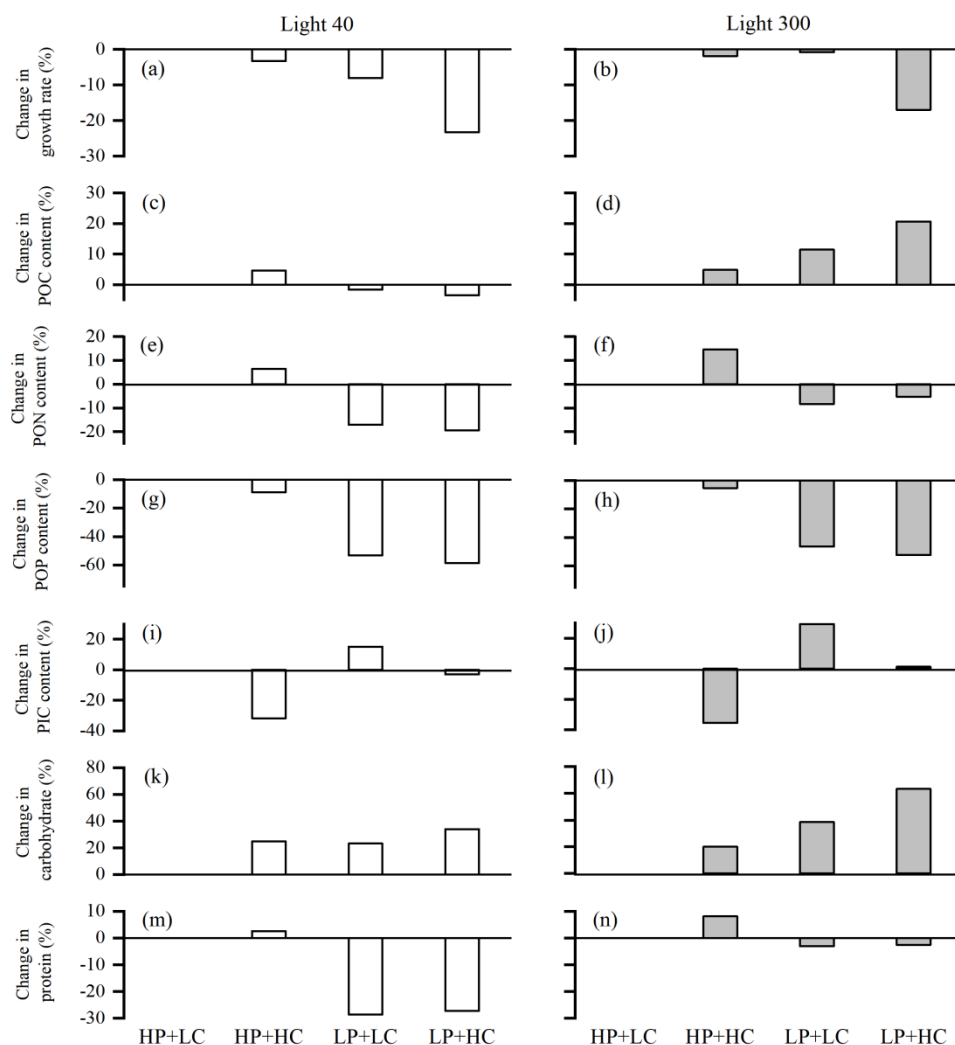 Light 40
Light 300
Change in
growth rate (%)
0
-10
-20
-30
(a)
(b)
Change in
POC content (%)
30
20
10
0
(c)
(d)
Change in
PON content (%)
20
10
0
-10
-20
(e)
(f)
Change in
POP content (%)
0
-20
-40
-60
(g)
(h)
Change in
PIC content (%)
20
0
-20
-40
(i)
(j)
Change in
carbohydrate (%)
80
60
40
20
0
(k)
(l)
Change in
protein (%)
10
0
-10
-20
-30
(m)
(n)
HP+LC HP+HC LP+LC LP+HC
HP+LC HP+HC LP+LC LP+HC